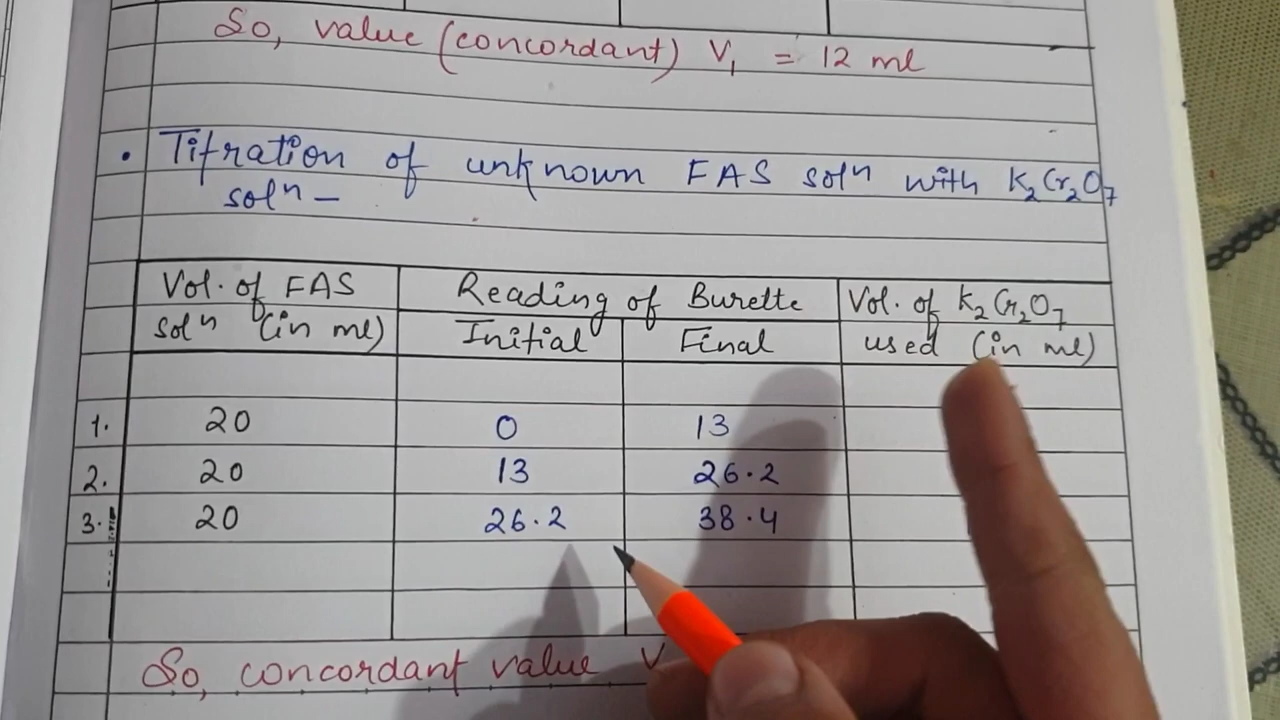 So, value (concordant) V₁ = 12 ml
• Titration of unknown FAS solⁿ with K₂Cr₂O₇
solⁿ –
Vol. of FAS solⁿ (in ml)
Reading of Burette
Initial
Final
Vol. of K₂Cr₂O₇ used (in ml)
1. 20 0 13
2. 20 13 26.2
3. 20 26.2 38.4
So, concordant value V